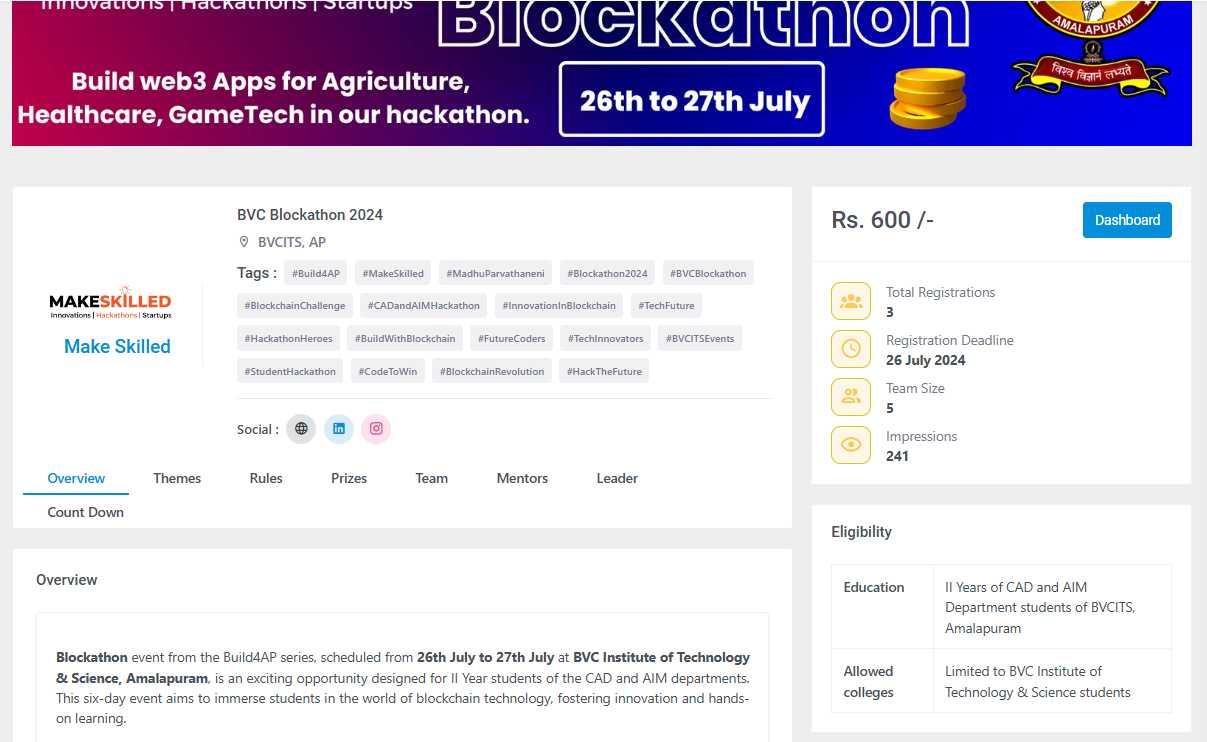 Innovations | Hackathons | Startups
Blockathon
AMALAPURAM
विश्व विज्ञानं लभ्यते
Build web3 Apps for Agriculture,
Healthcare, GameTech in our hackathon.
26th to 27th July
MAKESKILLED
Innovations | Hackathons | Startups
Make Skilled
BVC Blockathon 2024
BVCITS, AP
Tags : #Build4AP #MakeSkilled #MadhuParvathaneni #Blockathon2024 #BVCBlockathon
#BlockchainChallenge #CADandAIMHackathon #InnovationInBlockchain #TechFuture
#HackathonHeroes #BuildWithBlockchain #FutureCoders #TechInnovators #BVCITSEvents
#StudentHackathon #CodeToWin #BlockchainRevolution #HackTheFuture
Social :
Overview Themes Rules Prizes Team Mentors Leader
Count Down
Overview
Blockathon event from the Build4AP series, scheduled from 26th July to 27th July at BVC Institute of Technology
& Science, Amalapuram, is an exciting opportunity designed for II Year students of the CAD and AIM departments.
This six-day event aims to immerse students in the world of blockchain technology, fostering innovation and hands-
on learning.
Rs. 600 /-
Dashboard
Total Registrations
3
Registration Deadline
26 July 2024
Team Size
5
Impressions
241
Eligibility
Education
II Years of CAD and AIM
Department students of BVCITS,
Amalapuram
Allowed
colleges
Limited to BVC Institute of
Technology & Science students